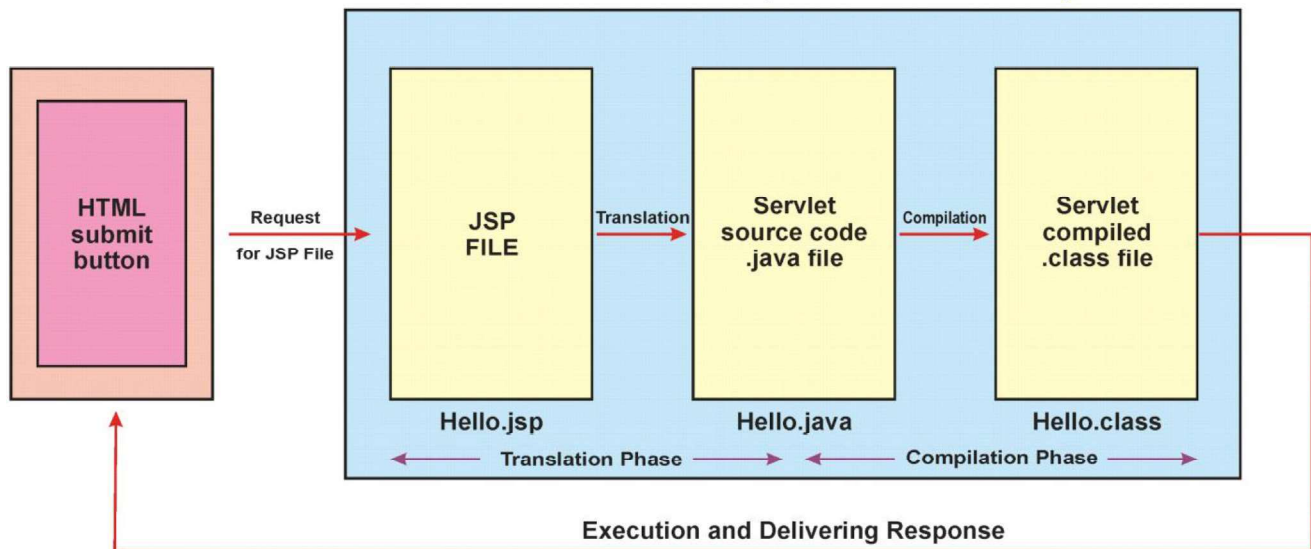 HTML
submit
button
Request
for JSP File
JSP
FILE
Translation
Servlet
source code
.java file
Compilation
Servlet
compiled
.class file
Hello.jsp
Hello.java
Hello.class
Translation Phase
Compilation Phase
Execution and Delivering Response